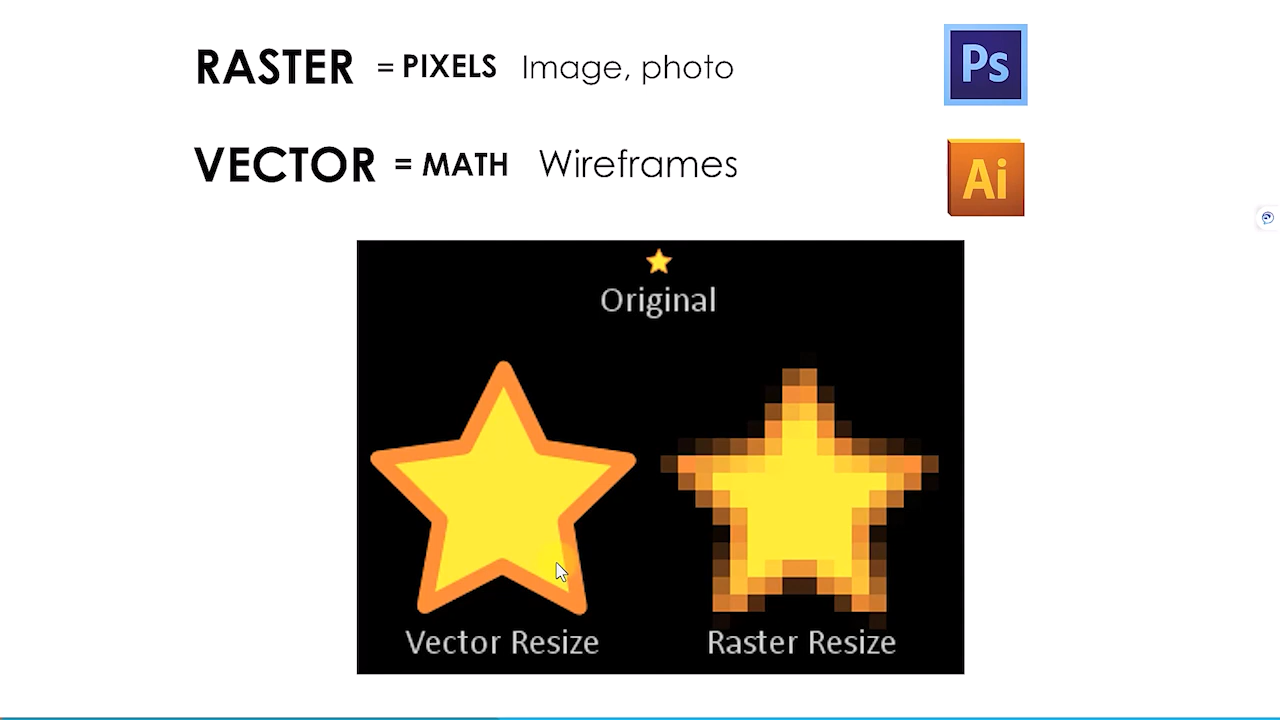 RASTER = PIXELS Image, photo
Ps
VECTOR = MATH Wireframes
Ai
Original
Vector Resize
Raster Resize